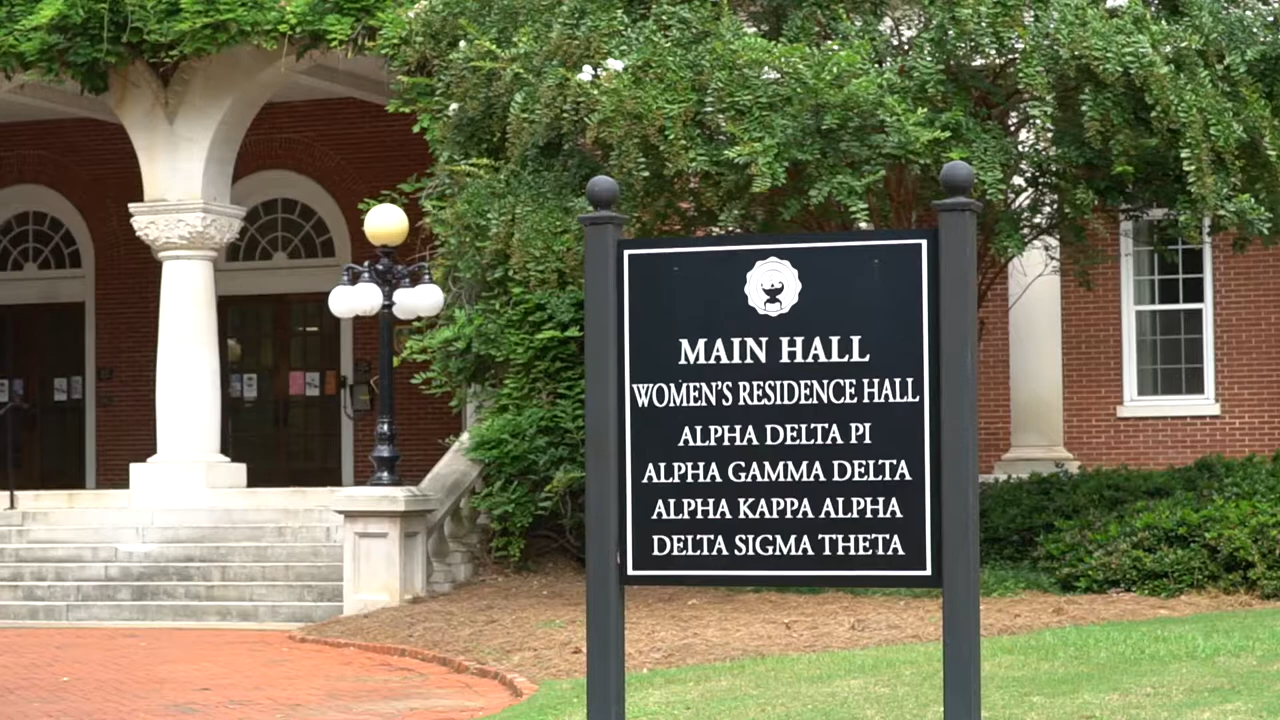 MAIN HALL
WOMEN'S RESIDENCE HALL
ALPHA DELTA PI
ALPHA GAMMA DELTA
ALPHA KAPPA ALPHA
DELTA SIGMA THETA